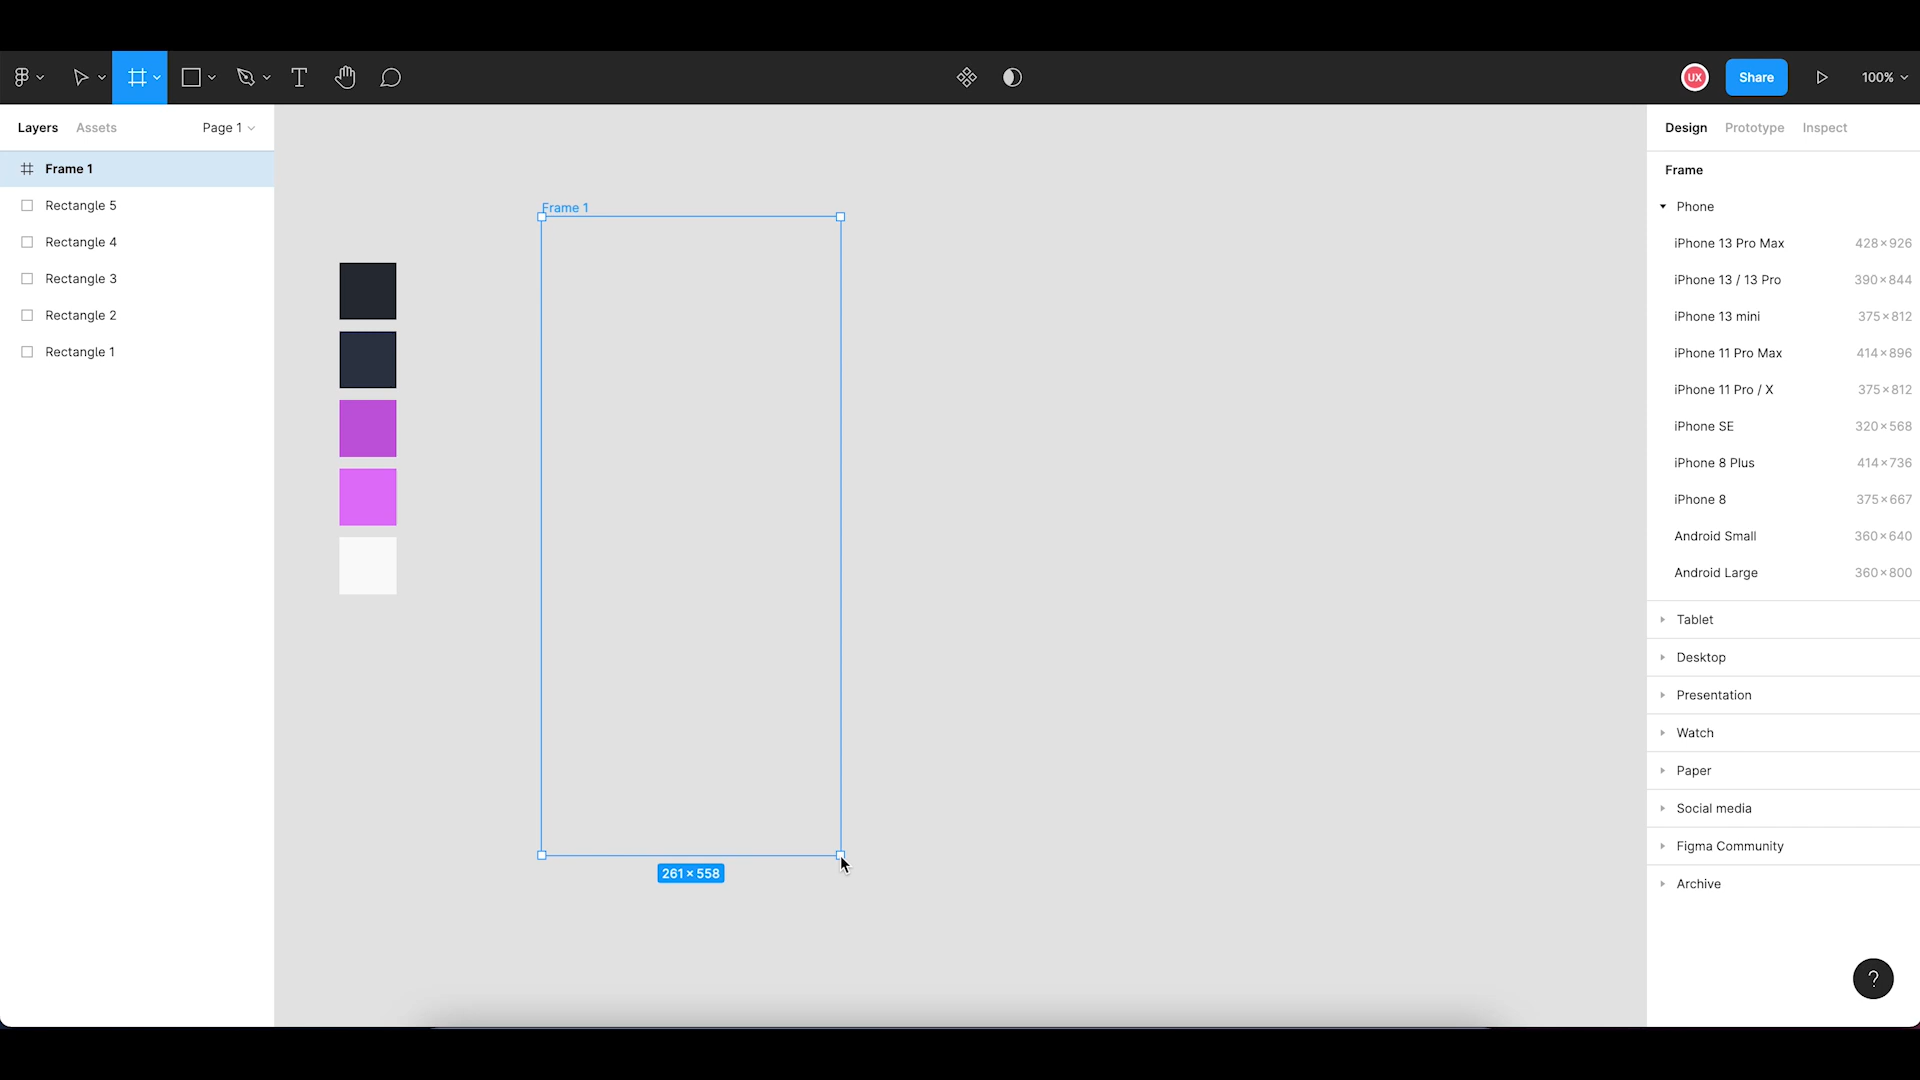 UX
Share
100%
Layers
Assets
Page 1
Frame 1
Rectangle 5
Rectangle 4
Rectangle 3
Rectangle 2
Rectangle 1
Frame 1
261 × 558
Design
Prototype
Inspect
Frame
Phone
iPhone 13 Pro Max 428×926
iPhone 13 / 13 Pro 390×844
iPhone 13 mini 375×812
iPhone 11 Pro Max 414×896
iPhone 11 Pro / X 375×812
iPhone SE 320×568
iPhone 8 Plus 414×736
iPhone 8 375×667
Android Small 360×640
Android Large 360×800
Tablet
Desktop
Presentation
Watch
Paper
Social media
Figma Community
Archive
?